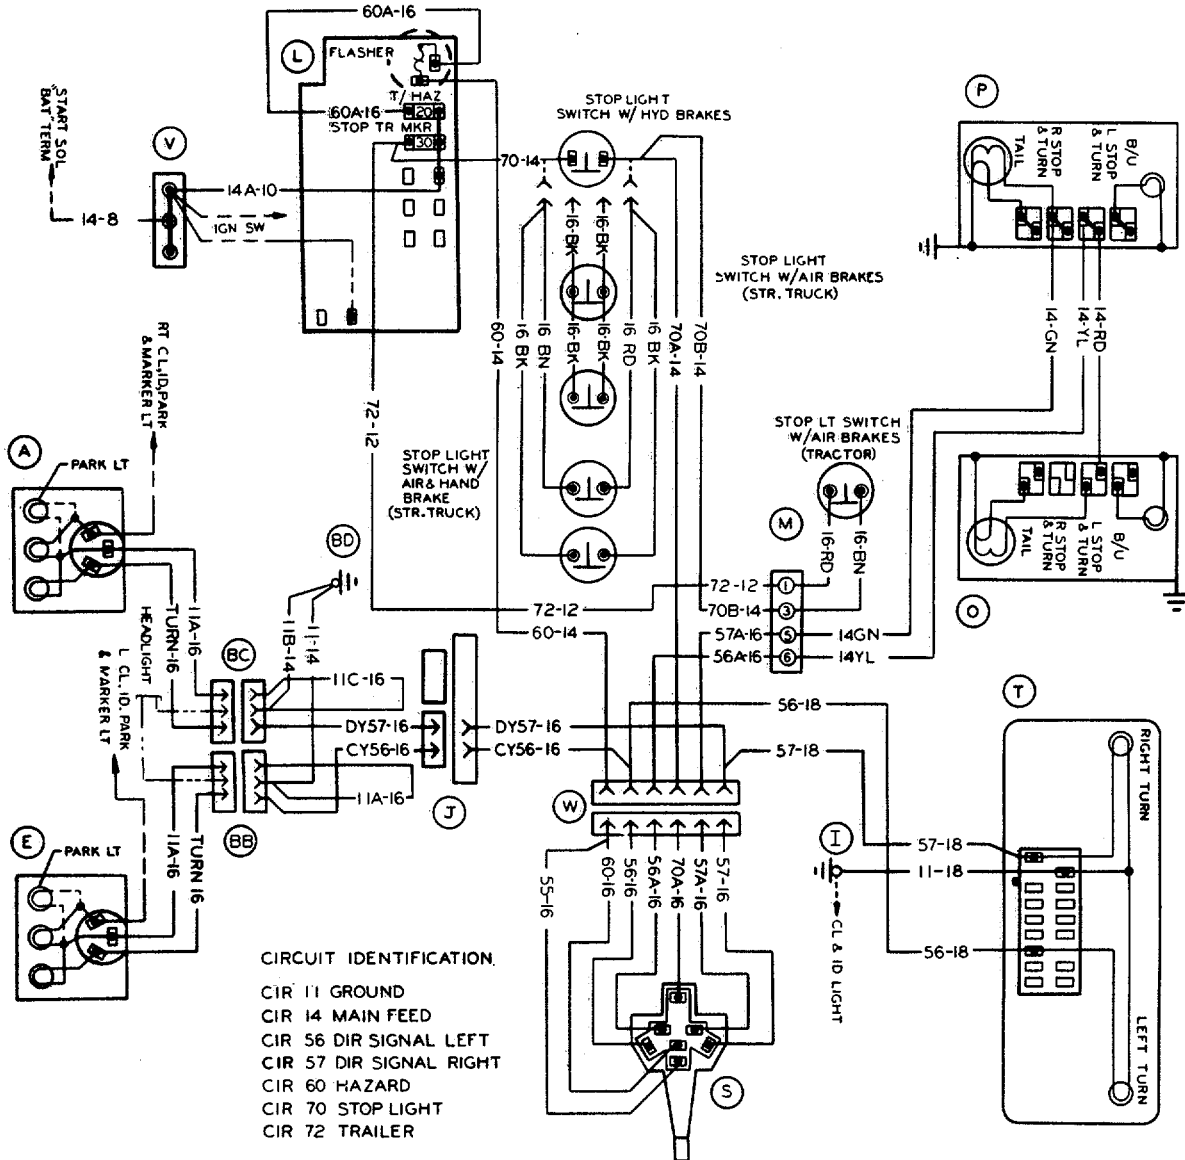 60A-16
L
FLASHER
T/HAZ
60A-16
20
STOP TR MKR
30
START SOL
BAT "TERM
V
14-8
14A-10
IGN SW
STOP LIGHT
SWITCH W/ HYD BRAKES
70-14
16-BK
16-BK
16-BK
16-BK
16 BK
16 BN
16 RD
16 BK
70A-14
70B-14
60-14
72-12
STOP LIGHT
SWITCH W/AIR BRAKES
(STR. TRUCK)
P
TAIL
R STOP
& TURN
L STOP
& TURN
B/U
14-GN
14-YL
14-RD
RT CL, ID, PARK
& MARKER LT
A
PARK LT
STOP LIGHT
SWITCH W/
AIR & HAND
BRAKE
(STR. TRUCK)
STOP LT SWITCH
W/AIR BRAKES
(TRACTOR)
M
16-RD
16-BN
TAIL
R STOP
& TURN
L STOP
& TURN
B/U
O
BD
72-12
72-12
1
70B-14
3
60-14
57A-16
5
14GN
56A-16
6
14YL
HEADLIGHT
TURN-16
11A-16
11B-14
11-14
L CL, ID, PARK
& MARKER LT
BC
11C-16
DY57-16
DY57-16
CY56-16
CY56-16
11A-16
BB
J
56-18
57-18
T
RIGHT TURN
W
E
PARK LT
11A-16
TURN 16
I
57-18
11-18
CL & ID LIGHT
56-18
55-16
60-16
56-16
56A-16
70A-16
57A-16
57-16
LEFT TURN
S
CIRCUIT IDENTIFICATION
CIR 11 GROUND
CIR 14 MAIN FEED
CIR 56 DIR SIGNAL LEFT
CIR 57 DIR SIGNAL RIGHT
CIR 60 HAZARD
CIR 70 STOP LIGHT
CIR 72 TRAILER